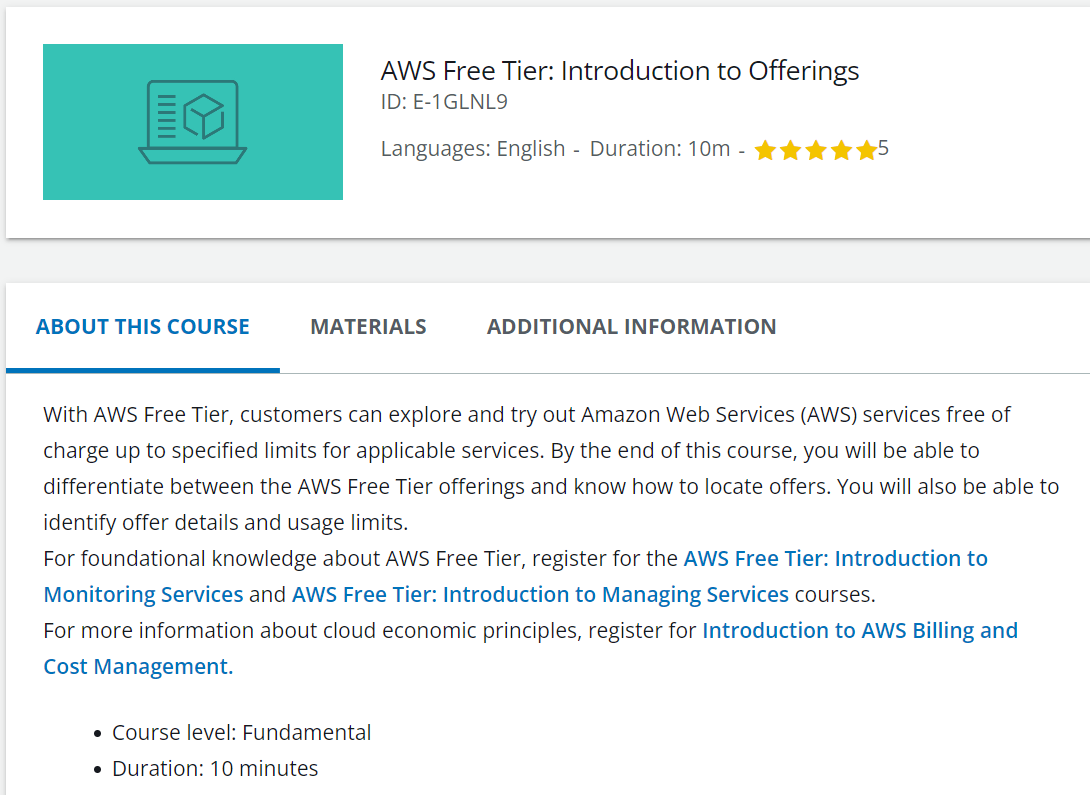 AWS Free Tier: Introduction to Offerings
ID: E-1GLNL9
Languages: English - Duration: 10m - 5
ABOUT THIS COURSE MATERIALS ADDITIONAL INFORMATION
With AWS Free Tier, customers can explore and try out Amazon Web Services (AWS) services free of
charge up to specified limits for applicable services. By the end of this course, you will be able to
differentiate between the AWS Free Tier offerings and know how to locate offers. You will also be able to
identify offer details and usage limits.
For foundational knowledge about AWS Free Tier, register for the AWS Free Tier: Introduction to
Monitoring Services and AWS Free Tier: Introduction to Managing Services courses.
For more information about cloud economic principles, register for Introduction to AWS Billing and
Cost Management.
• Course level: Fundamental
• Duration: 10 minutes